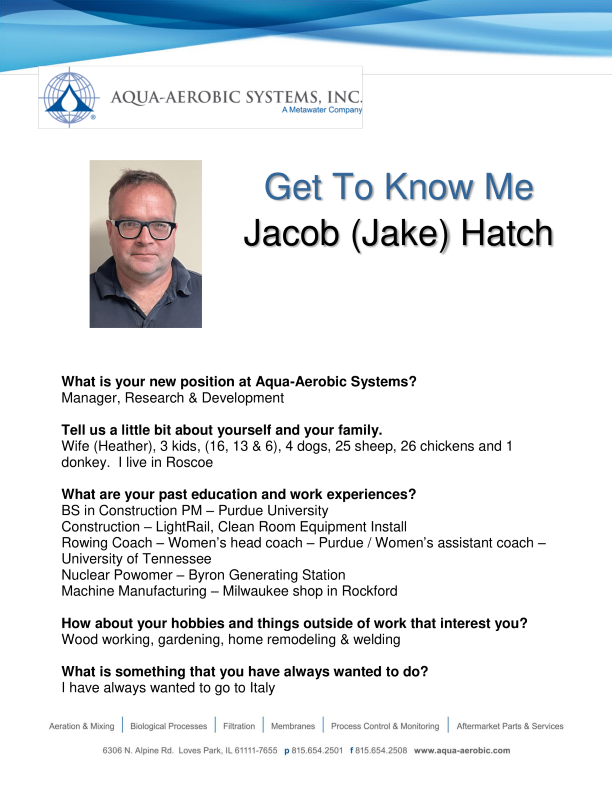 AQUA-AEROBIC SYSTEMS, INC.
A Metawater Company
®
Get To Know Me
Jacob (Jake) Hatch
What is your new position at Aqua-Aerobic Systems?
Manager, Research & Development
Tell us a little bit about yourself and your family.
Wife (Heather), 3 kids, (16, 13 & 6), 4 dogs, 25 sheep, 26 chickens and 1
donkey.  I live in Roscoe
What are your past education and work experiences?
BS in Construction PM – Purdue University
Construction – LightRail, Clean Room Equipment Install
Rowing Coach – Women's head coach – Purdue / Women's assistant coach –
University of Tennessee
Nuclear Powomer – Byron Generating Station
Machine Manufacturing – Milwaukee shop in Rockford
How about your hobbies and things outside of work that interest you?
Wood working, gardening, home remodeling & welding
What is something that you have always wanted to do?
I have always wanted to go to Italy
Aeration & Mixing | Biological Processes | Filtration | Membranes | Process Control & Monitoring | Aftermarket Parts & Services
6306 N. Alpine Rd.  Loves Park, IL 61111-7655  p 815.654.2501  f 815.654.2508  www.aqua-aerobic.com